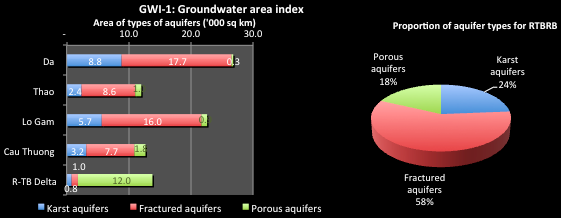 GWI-1: Groundwater area index
Area of types of aquifers ('000 sq km)
- 10.0 20.0 30.0
Da 8.8 17.7 0.3
Thao 2.4 8.6
Lo Gam 5.7 16.0
Cau Thuong 3.2 7.7 1.8
R-TB Delta 0.8 1.0 12.0
Karst aquifers Fractured aquifers Porous aquifers
Proportion of aquifer types for RTBRB
Porous
aquifers
18%
Karst
aquifers
24%
Fractured
aquifers
58%